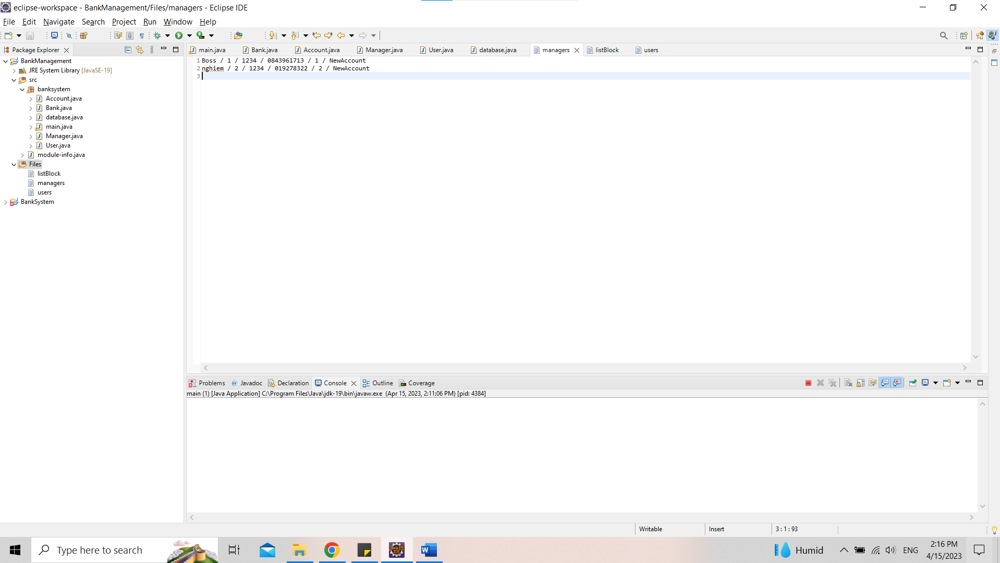 eclipse-workspace - BankManagement/Files/managers - Eclipse IDE
File Edit Navigate Search Project Run Window Help
Package Explorer
BankManagement
JRE System Library [JavaSE-19]
src
banksystem
Account.java
Bank.java
database.java
main.java
Manager.java
User.java
module-info.java
Files
listBlock
managers
users
BankSystem
main.java Bank.java Account.java Manager.java User.java database.java managers listBlock users
1 Boss / 1 / 1234 / 0843961713 / 1 / NewAccount
2 nghiem / 2 / 1234 / 019278322 / 2 / NewAccount
3
Problems @ Javadoc Declaration Console Outline Coverage
main (1) [Java Application] C:\Program Files\Java\jdk-19\bin\javaw.exe (Apr 15, 2023, 2:11:06 PM) [pid: 4384]
Writable Insert 3 : 1 : 93
Type here to search
Java EE
IDE
W
Humid
ENG
2:16 PM
4/15/2023